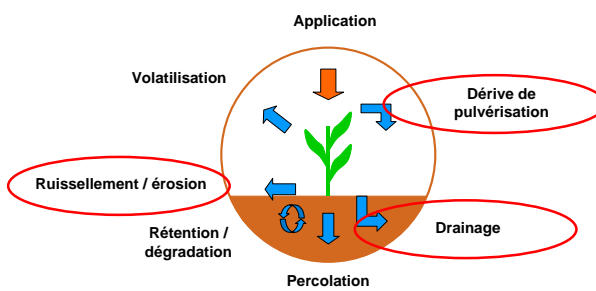 Application
Volatilisation
Dérive de
pulvérisation
Ruissellement / érosion
Rétention /
dégradation
Drainage
Percolation